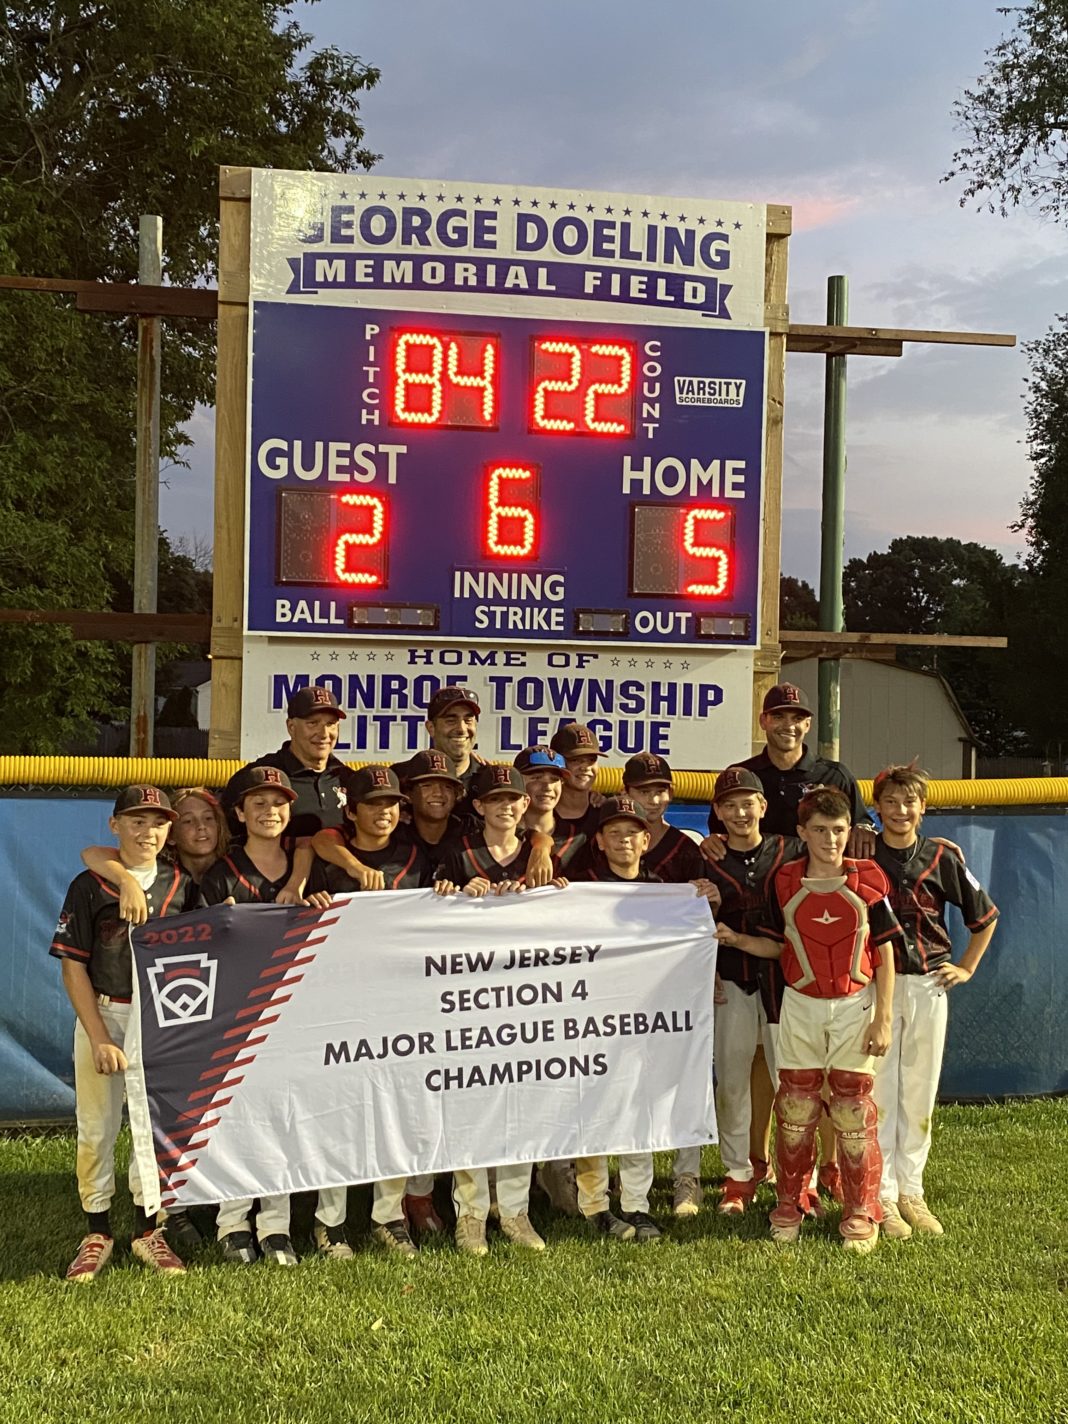 GEORGE DOELING
MEMORIAL FIELD
PITCH 84 22 COUNT
VARSITY
SCOREBOARDS
GUEST HOME
2 6 5
INNING
BALL STRIKE OUT
HOME OF
MONROE TOWNSHIP
LITTLE LEAGUE
H H H H H H H H H H H
2022
NEW JERSEY
SECTION 4
MAJOR LEAGUE BASEBALL
CHAMPIONS